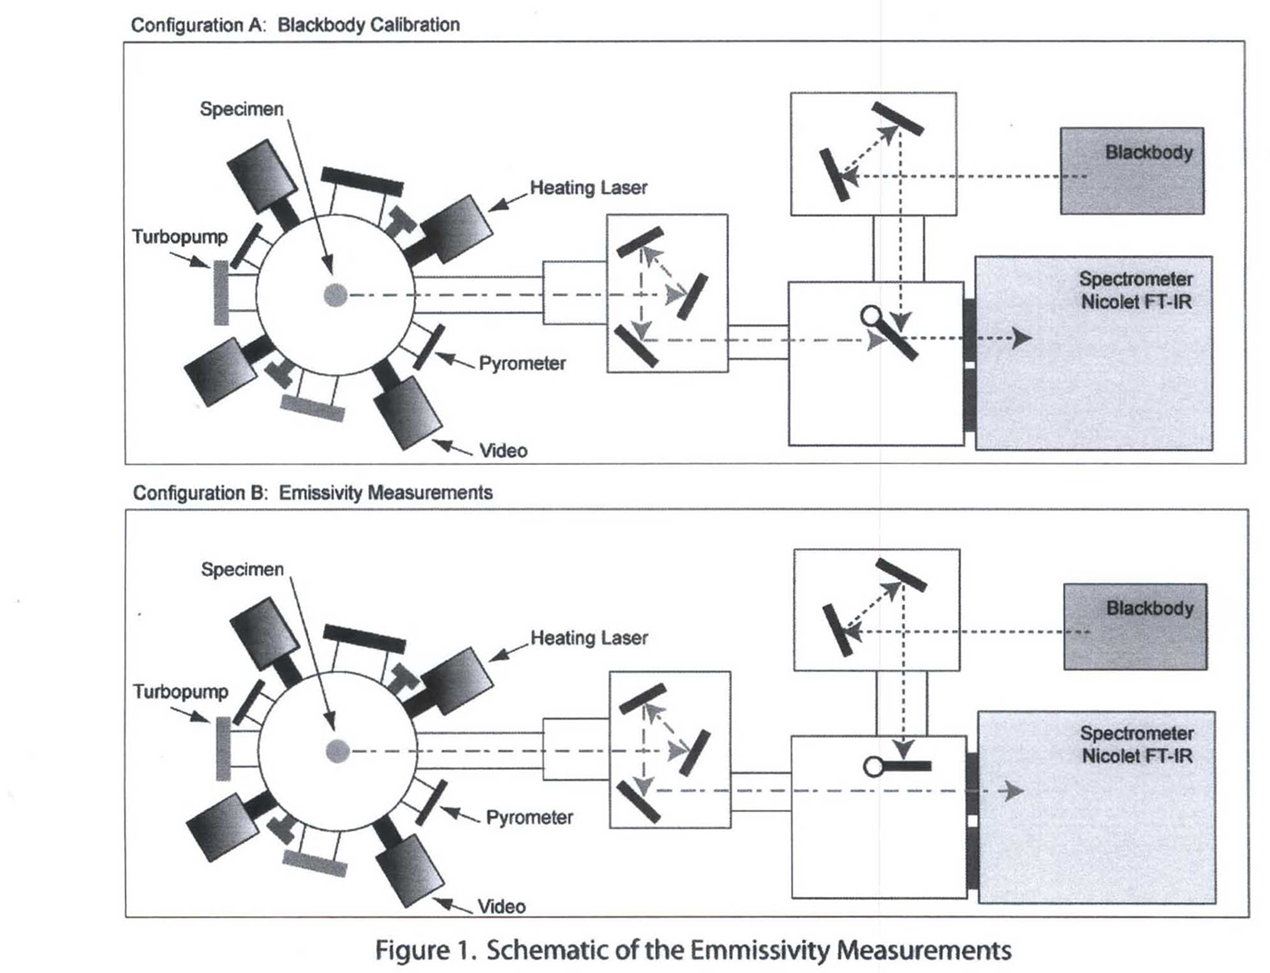 Configuration A: Blackbody Calibration
Specimen
Heating Laser
Turbopump
Pyrometer
Video
Blackbody
Spectrometer
Nicolet FT-IR
Configuration B: Emissivity Measurements
Specimen
Heating Laser
Turbopump
Pyrometer
Video
Blackbody
Spectrometer
Nicolet FT-IR
Figure 1. Schematic of the Emmissivity Measurements